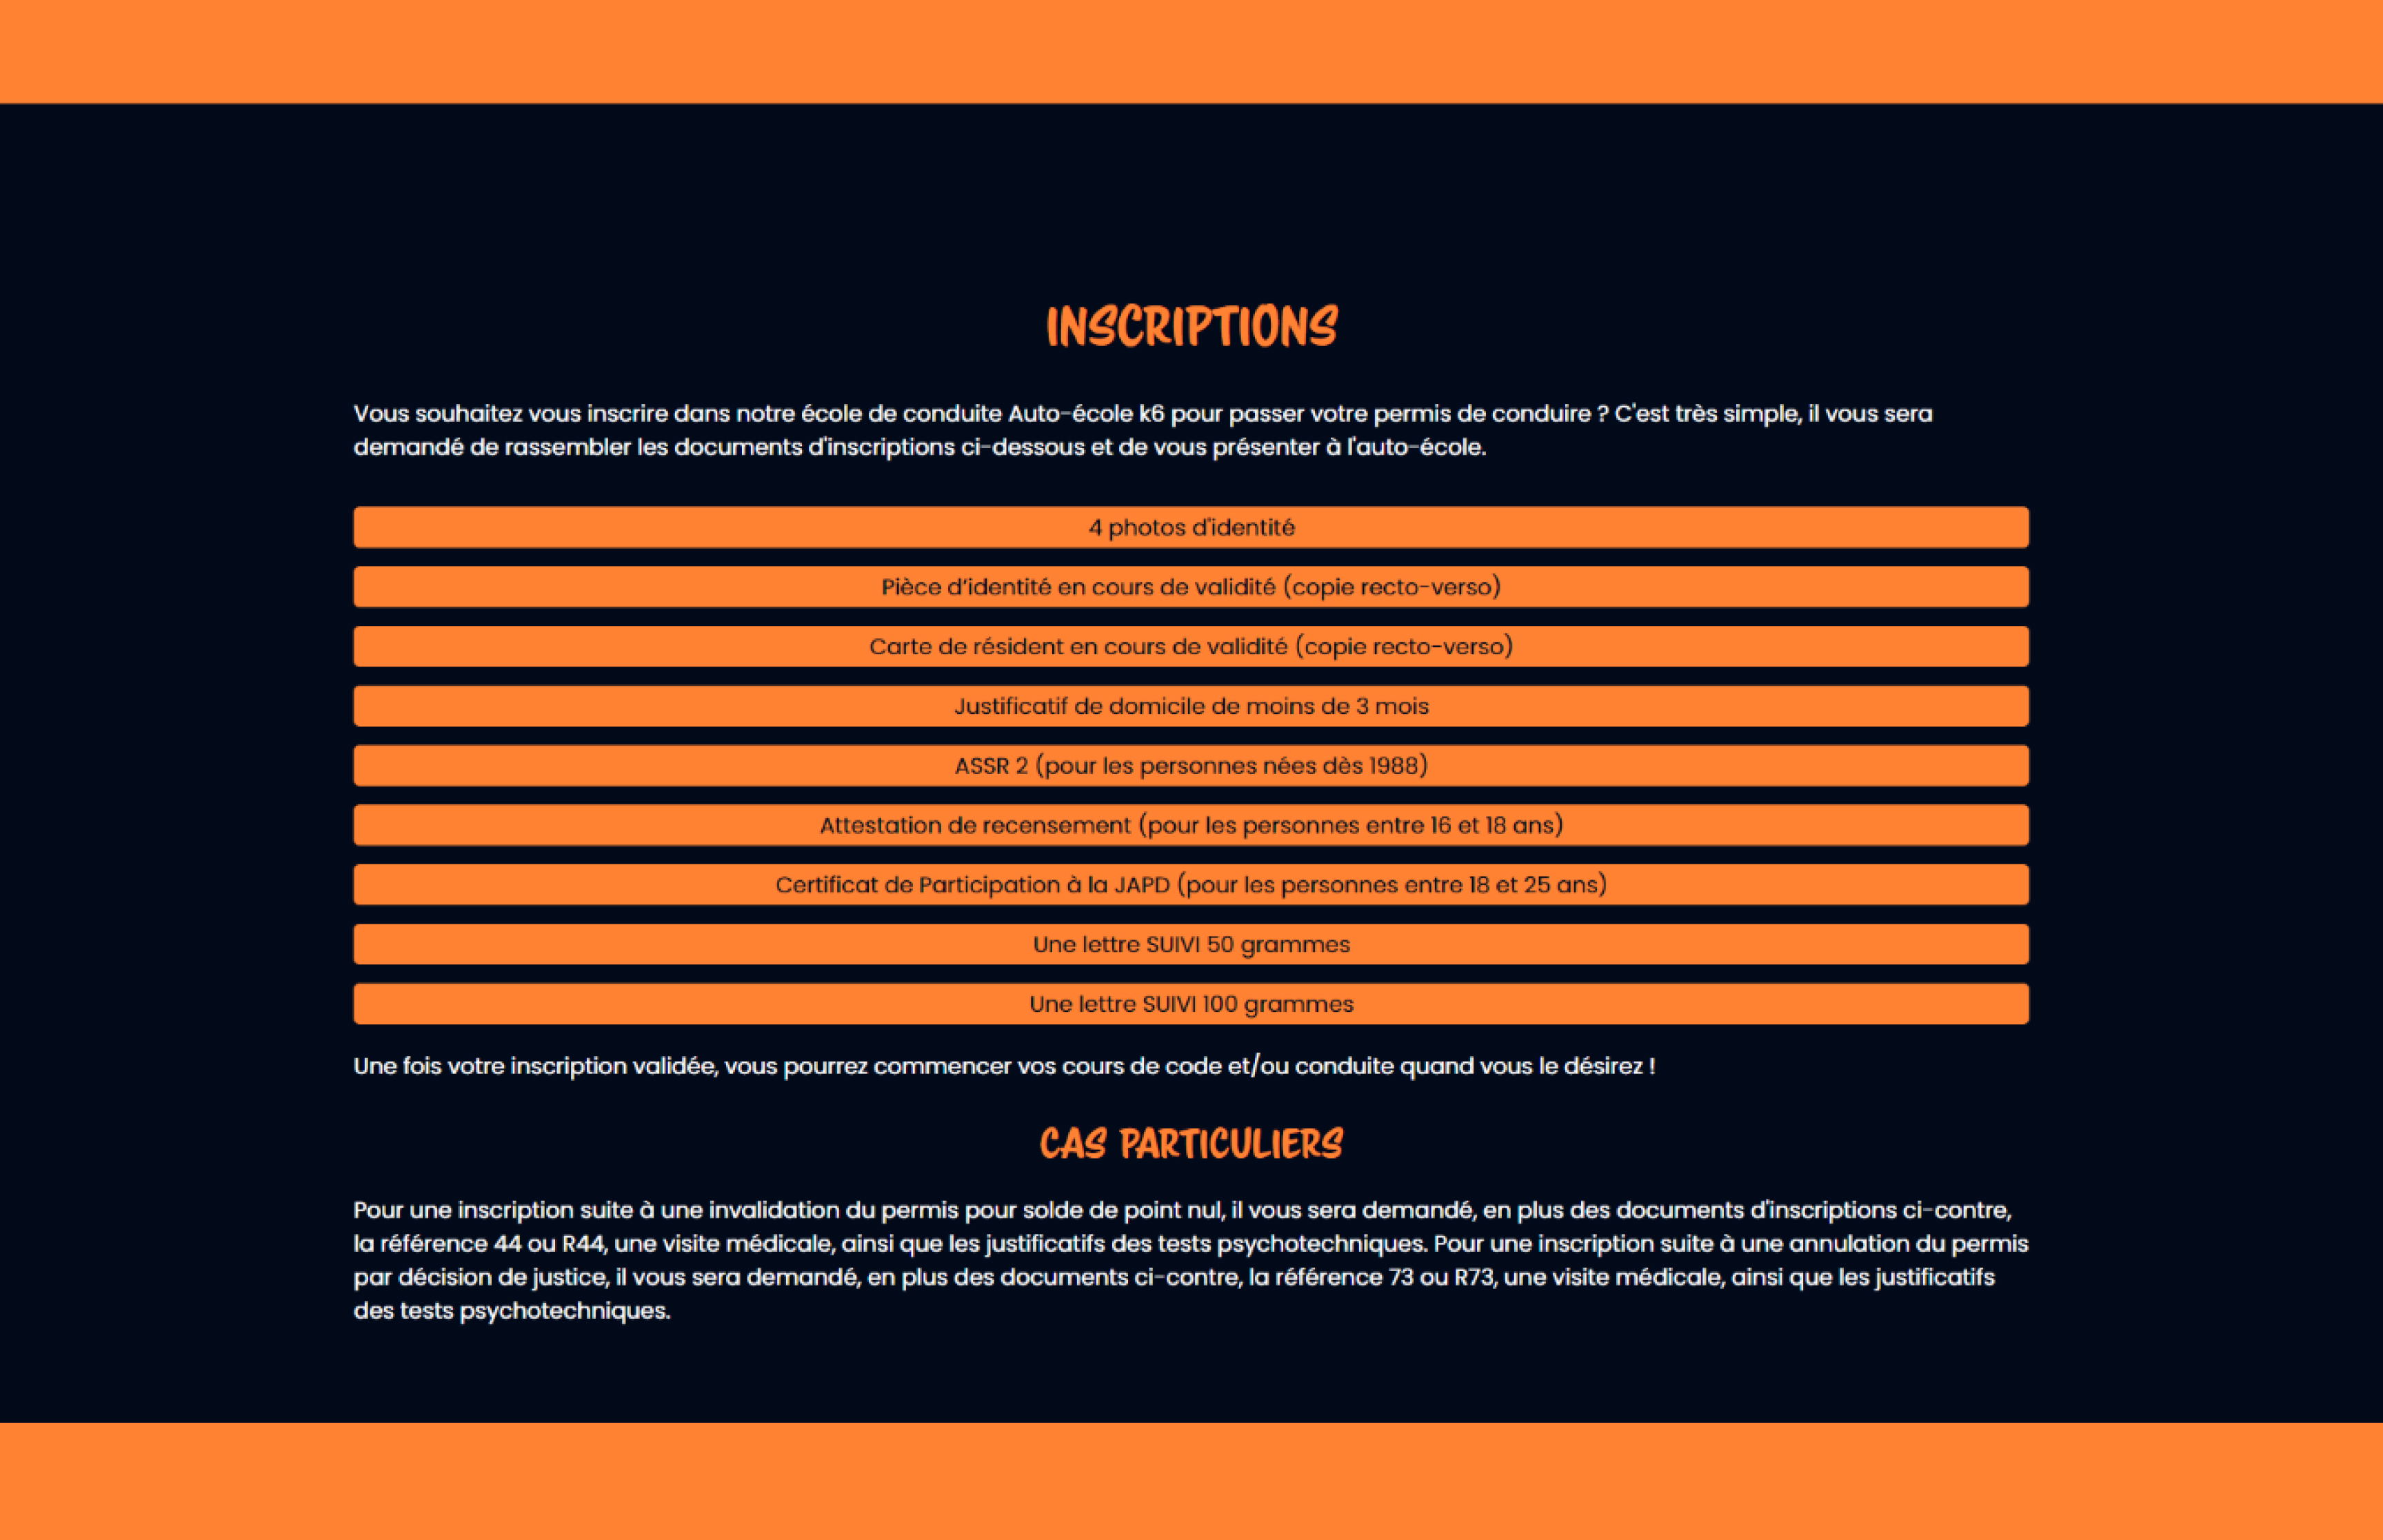 INSCRIPTIONS
Vous souhaitez vous inscrire dans notre école de conduite Auto-école k6 pour passer votre permis de conduire ? C'est très simple, il vous sera
demandé de rassembler les documents d'inscriptions ci-dessous et de vous présenter à l'auto-école.
4 photos d'identité
Pièce d’identité en cours de validité (copie recto-verso)
Carte de résident en cours de validité (copie recto-verso)
Justificatif de domicile de moins de 3 mois
ASSR 2 (pour les personnes nées dès 1988)
Attestation de recensement (pour les personnes entre 16 et 18 ans)
Certificat de Participation à la JAPD (pour les personnes entre 18 et 25 ans)
Une lettre SUIVI 50 grammes
Une lettre SUIVI 100 grammes
Une fois votre inscription validée, vous pourrez commencer vos cours de code et/ou conduite quand vous le désirez !
CAS PARTICULIERS
Pour une inscription suite à une invalidation du permis pour solde de point nul, il vous sera demandé, en plus des documents d'inscriptions ci-contre,
la référence 44 ou R44, une visite médicale, ainsi que les justificatifs des tests psychotechniques. Pour une inscription suite à une annulation du permis
par décision de justice, il vous sera demandé, en plus des documents ci-contre, la référence 73 ou R73, une visite médicale, ainsi que les justificatifs
des tests psychotechniques.